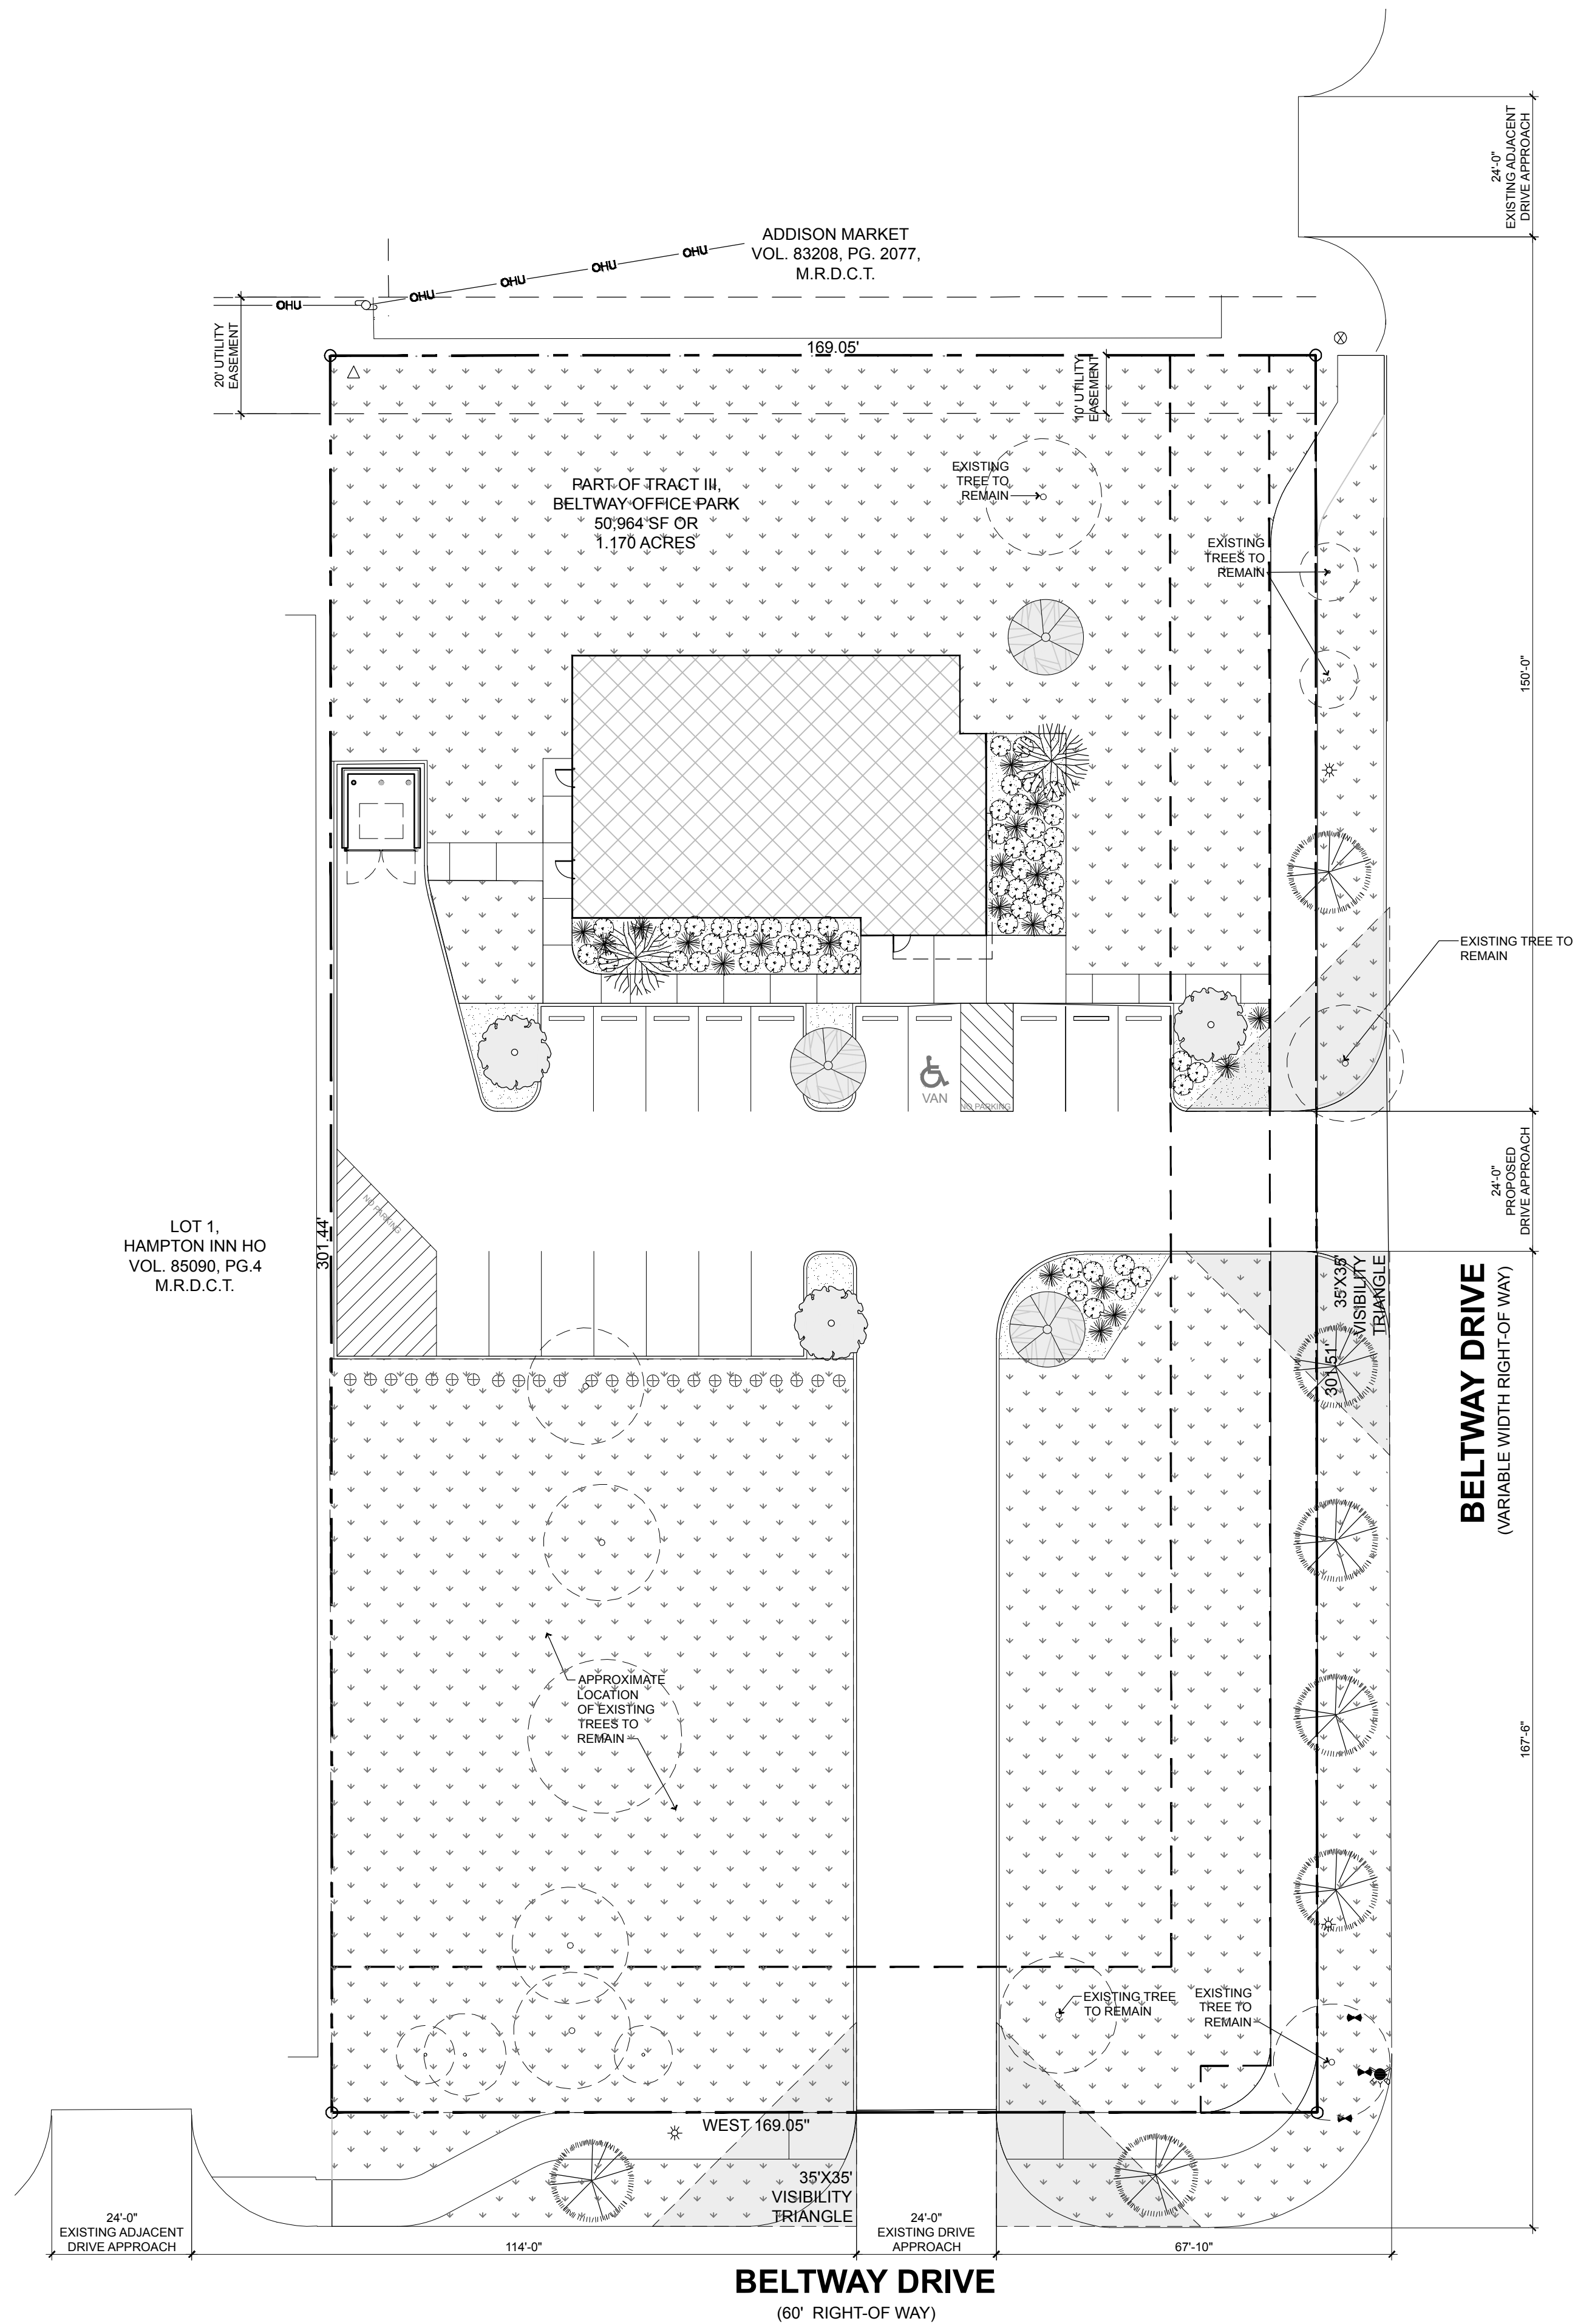 24'-0"
EXISTING ADJACENT
DRIVE APPROACH
ADDISON MARKET
VOL. 83208, PG. 2077,
M.R.D.C.T.
OHU
OHU
OHU
OHU
OHU
20' UTILITY
EASEMENT
169.05'
10' UTILITY
EASEMENT
EXISTING
TREE TO
REMAIN
PART OF TRACT III,
BELTWAY OFFICE PARK
50,964 SF OR
1.170 ACRES
EXISTING
TREES TO
REMAIN
150'-0"
EXISTING TREE TO
REMAIN
VAN
NO PARKING
24'-0"
PROPOSED
DRIVE APPROACH
NO PARKING
LOT 1,
HAMPTON INN HO
VOL. 85090, PG.4
M.R.D.C.T.
301.44'
35'X35'
VISIBILITY
TRIANGLE
301.51'
BELTWAY DRIVE
(VARIABLE WIDTH RIGHT-OF WAY)
APPROXIMATE
LOCATION
OF EXISTING
TREES TO
REMAIN
167'-6"
EXISTING TREE
TO REMAIN
EXISTING
TREE TO
REMAIN
WEST 169.05"
35'X35'
VISIBILITY
TRIANGLE
24'-0"
EXISTING ADJACENT
DRIVE APPROACH
114'-0"
24'-0"
EXISTING DRIVE
APPROACH
67'-10"
BELTWAY DRIVE
(60' RIGHT-OF WAY)